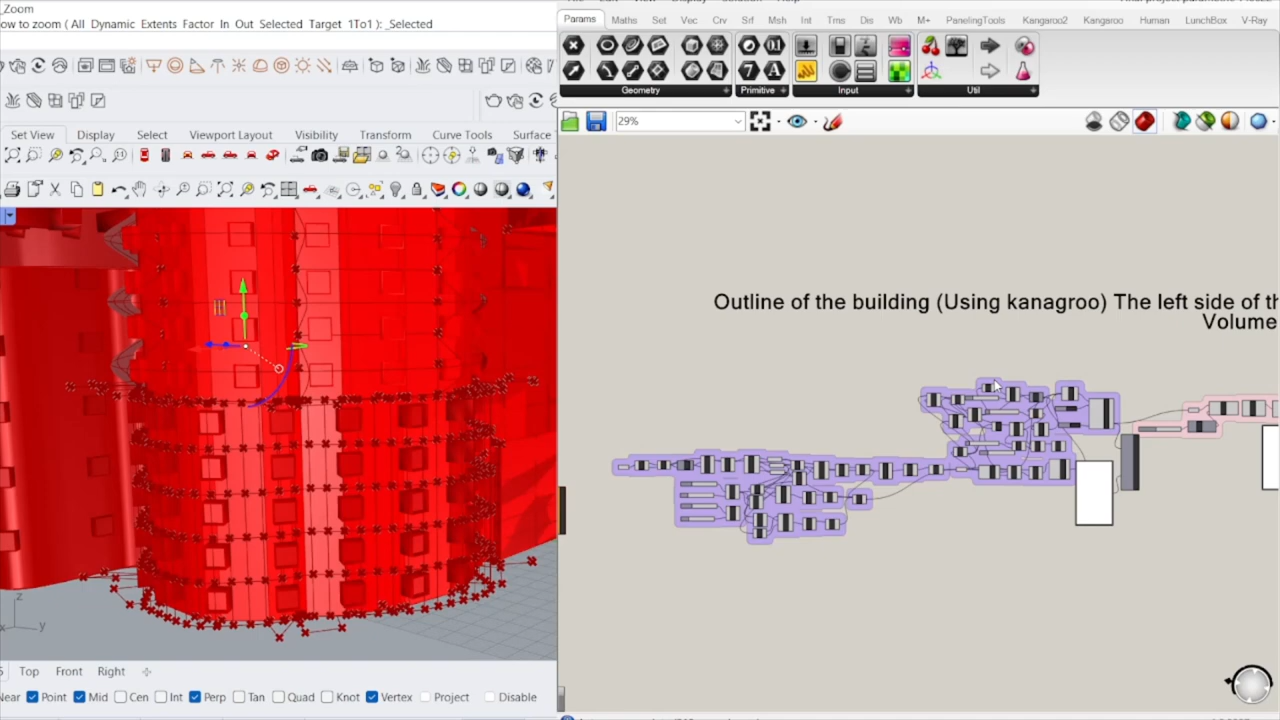 _Zoom
ow to zoom ( All Dynamic Extents Factor In Out Selected Target 1To1 ): _Selected
Set View Display Select Viewport Layout Visibility Transform Curve Tools Surface
Params Maths Set Vec Crv Srf Msh Int Trns Dis Wb M+ PanelingTools Kangaroo2 Kangaroo Human LunchBox V-Ray
Geometry Primitive Input Util
29%
Outline of the building (Using kanagroo) The left side of th
Volume
z
x y
Top Front Right
Near Point Mid Cen Int Perp Tan Quad Knot Vertex Project Disable